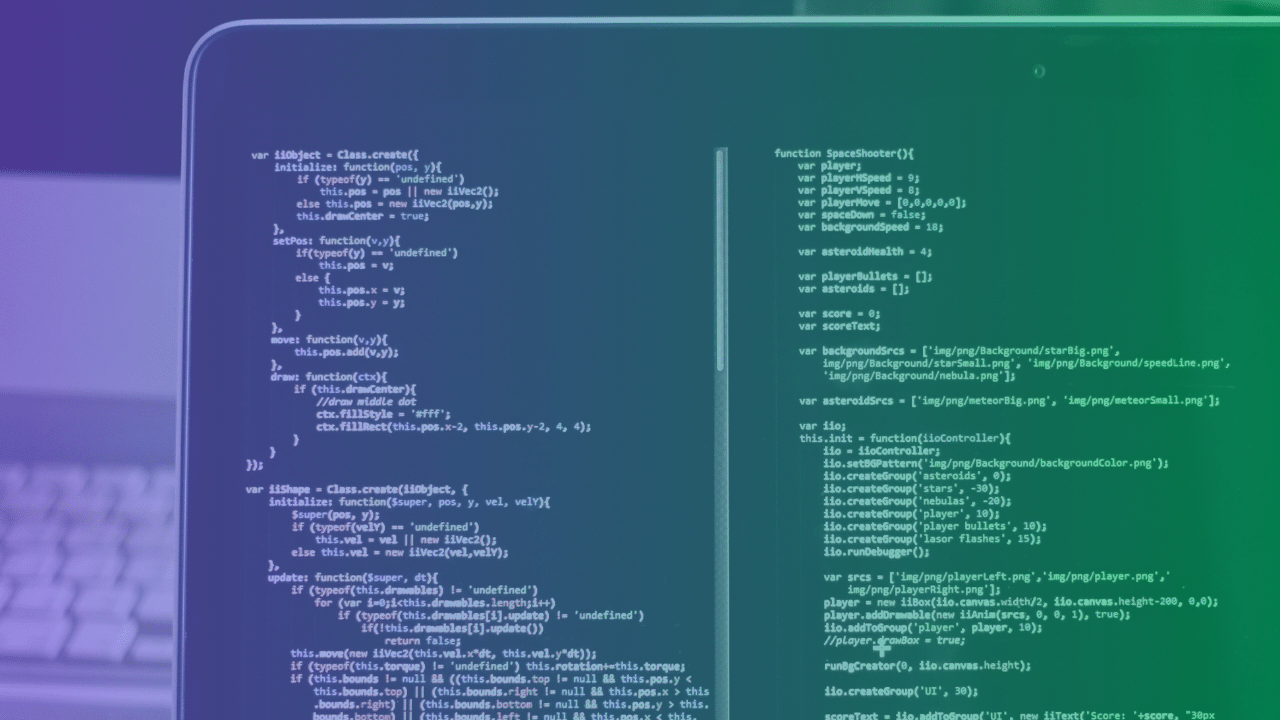 var iiObject = Class.create({
initialize: function(pos, y){
if (typeof(y) == 'undefined')
this.pos = pos || new iiVec2();
else this.pos = new iiVec2(pos,y);
this.drawCenter = true;
},
setPos: function(v,y){
if(typeof(y) == 'undefined')
this.pos = v;
else {
this.pos.x = v;
this.pos.y = y;
}
},
move: function(v,y){
this.pos.add(v,y);
},
draw: function(ctx){
if (this.drawCenter){
//draw middle dot
ctx.fillStyle = '#fff';
ctx.fillRect(this.pos.x-2, this.pos.y-2, 4, 4);
}
}
});
var iiShape = Class.create(iiObject, {
initialize: function($super, pos, y, vel, velY){
$super(pos, y);
if (typeof(velY) == 'undefined')
this.vel = vel || new iiVec2();
else this.vel = new iiVec2(vel,velY);
},
update: function($super, dt){
if (typeof(this.drawables) != 'undefined')
for (var i=0;i<this.drawables.length;i++)
if (typeof(this.drawables[i].update) != 'undefined')
if(!this.drawables[i].update())
return false;
this.move(new iiVec2(this.vel.x*dt, this.vel.y*dt));
if (typeof(this.torque) != 'undefined') this.rotation+=this.torque;
if (this.bounds != null && ((this.bounds.top != null && this.pos.y <
this.bounds.top) || (this.bounds.right != null && this.pos.x > this
.bounds.right) || (this.bounds.bottom != null && this.pos.y > this.
bounds.bottom) || (this.bounds.left != null && this.pos.x < this.
function SpaceShooter(){
var player;
var playerHSpeed = 9;
var playerVSpeed = 8;
var playerMove = [0,0,0,0,0];
var spaceDown = false;
var backgroundSpeed = 18;
var asteroidHealth = 4;
var playerBullets = [];
var asteroids = [];
var score = 0;
var scoreText;
var backgroundSrcs = ['img/png/Background/starBig.png', '
img/png/Background/starSmall.png', 'img/png/Background/speedLine.png',
'img/png/Background/nebula.png'];
var asteroidSrcs = ['img/png/meteorBig.png', 'img/png/meteorSmall.png'];
var iio;
this.init = function(iioController){
iio = iioController;
iio.setBGPattern('img/png/Background/backgroundColor.png');
iio.createGroup('asteroids', 0);
iio.createGroup('stars', -30);
iio.createGroup('nebulas', -20);
iio.createGroup('player', 10);
iio.createGroup('player bullets', 10);
iio.createGroup('lasor flashes', 15);
iio.runDebugger();
var srcs = ['img/png/playerLeft.png','img/png/player.png','
img/png/playerRight.png'];
player = new iiBox(iio.canvas.width/2, iio.canvas.height-200, 0,0);
player.addDrawable(new iiAnim(srcs, 0, 0, 1), true);
iio.addToGroup('player', player, 10);
//player.drawBox = true;
runBgCreator(0, iio.canvas.height);
iio.createGroup('UI', 30);
scoreText = iio.addToGroup('UI', new iiText('Score: '+score, "30px